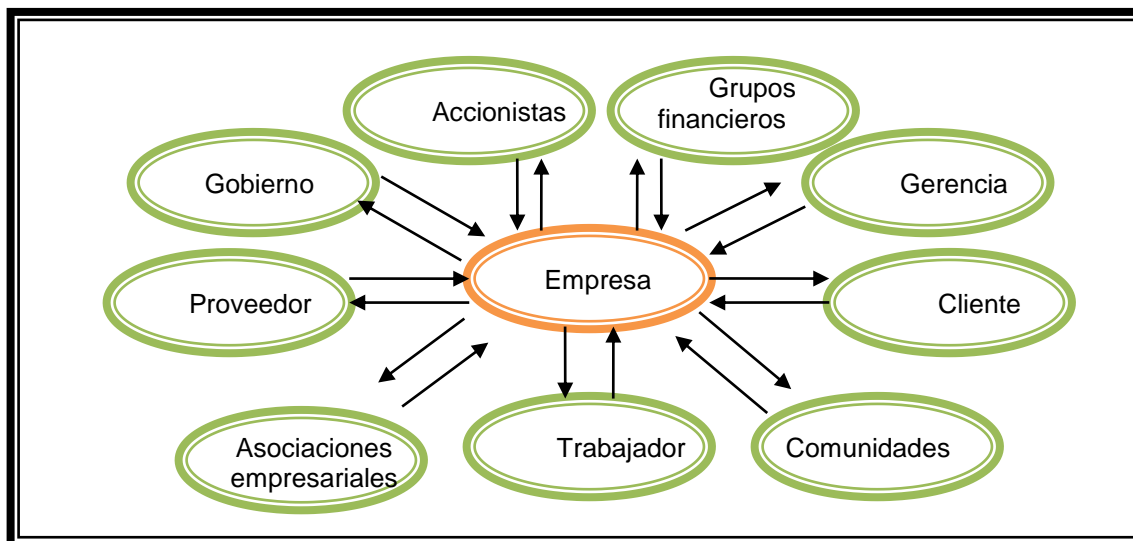 Accionistas
Grupos
financieros
Gobierno
Gerencia
Empresa
Proveedor
Cliente
Asociaciones
empresariales
Trabajador
Comunidades